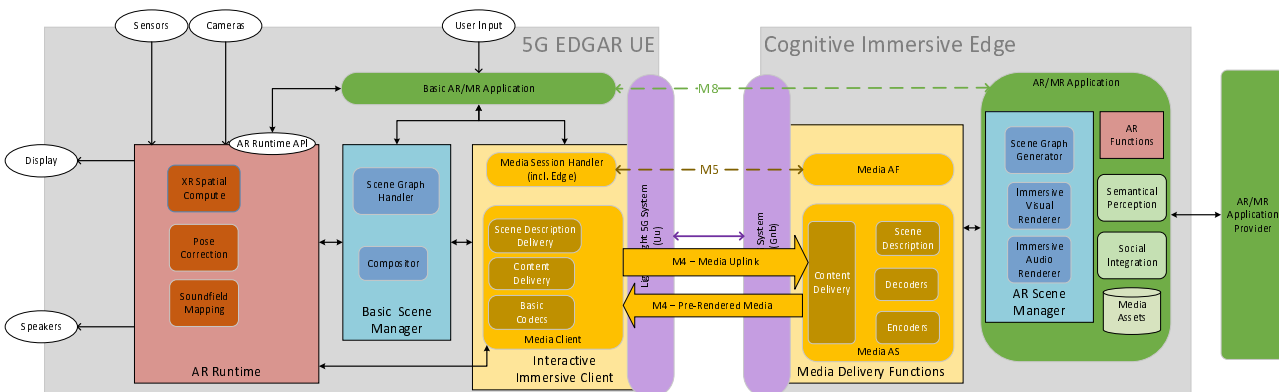 Sensors
Cameras
User Input
5G EDGAR UE
Cognitive Immersive Edge
Basic AR/MR Application
M8
AR/MR Application
AR Runtime API
Display
Speakers
XR Spatial
Compute
Pose
Correction
Soundfield
Mapping
AR Runtime
Scene Graph
Handler
Compositor
Basic Scene
Manager
Media Session Handler
(incl. Edge)
Scene Description
Delivery
Content
Delivery
Basic
Codecs
Media Client
Interactive
Immersive Client
5G System
(Uu)
M5
M4 – Media Uplink
M4 – Pre-Rendered Media
System
(Gnb)
Media AF
Content
Delivery
Scene
Description
Decoders
Encoders
Media AS
Media Delivery Functions
Scene Graph
Generator
Immersive
Visual
Renderer
Immersive
Audio
Renderer
AR Scene
Manager
AR
Functions
Semantical
Perception
Social
Integration
Media
Assets
AR/MR
Application
Provider